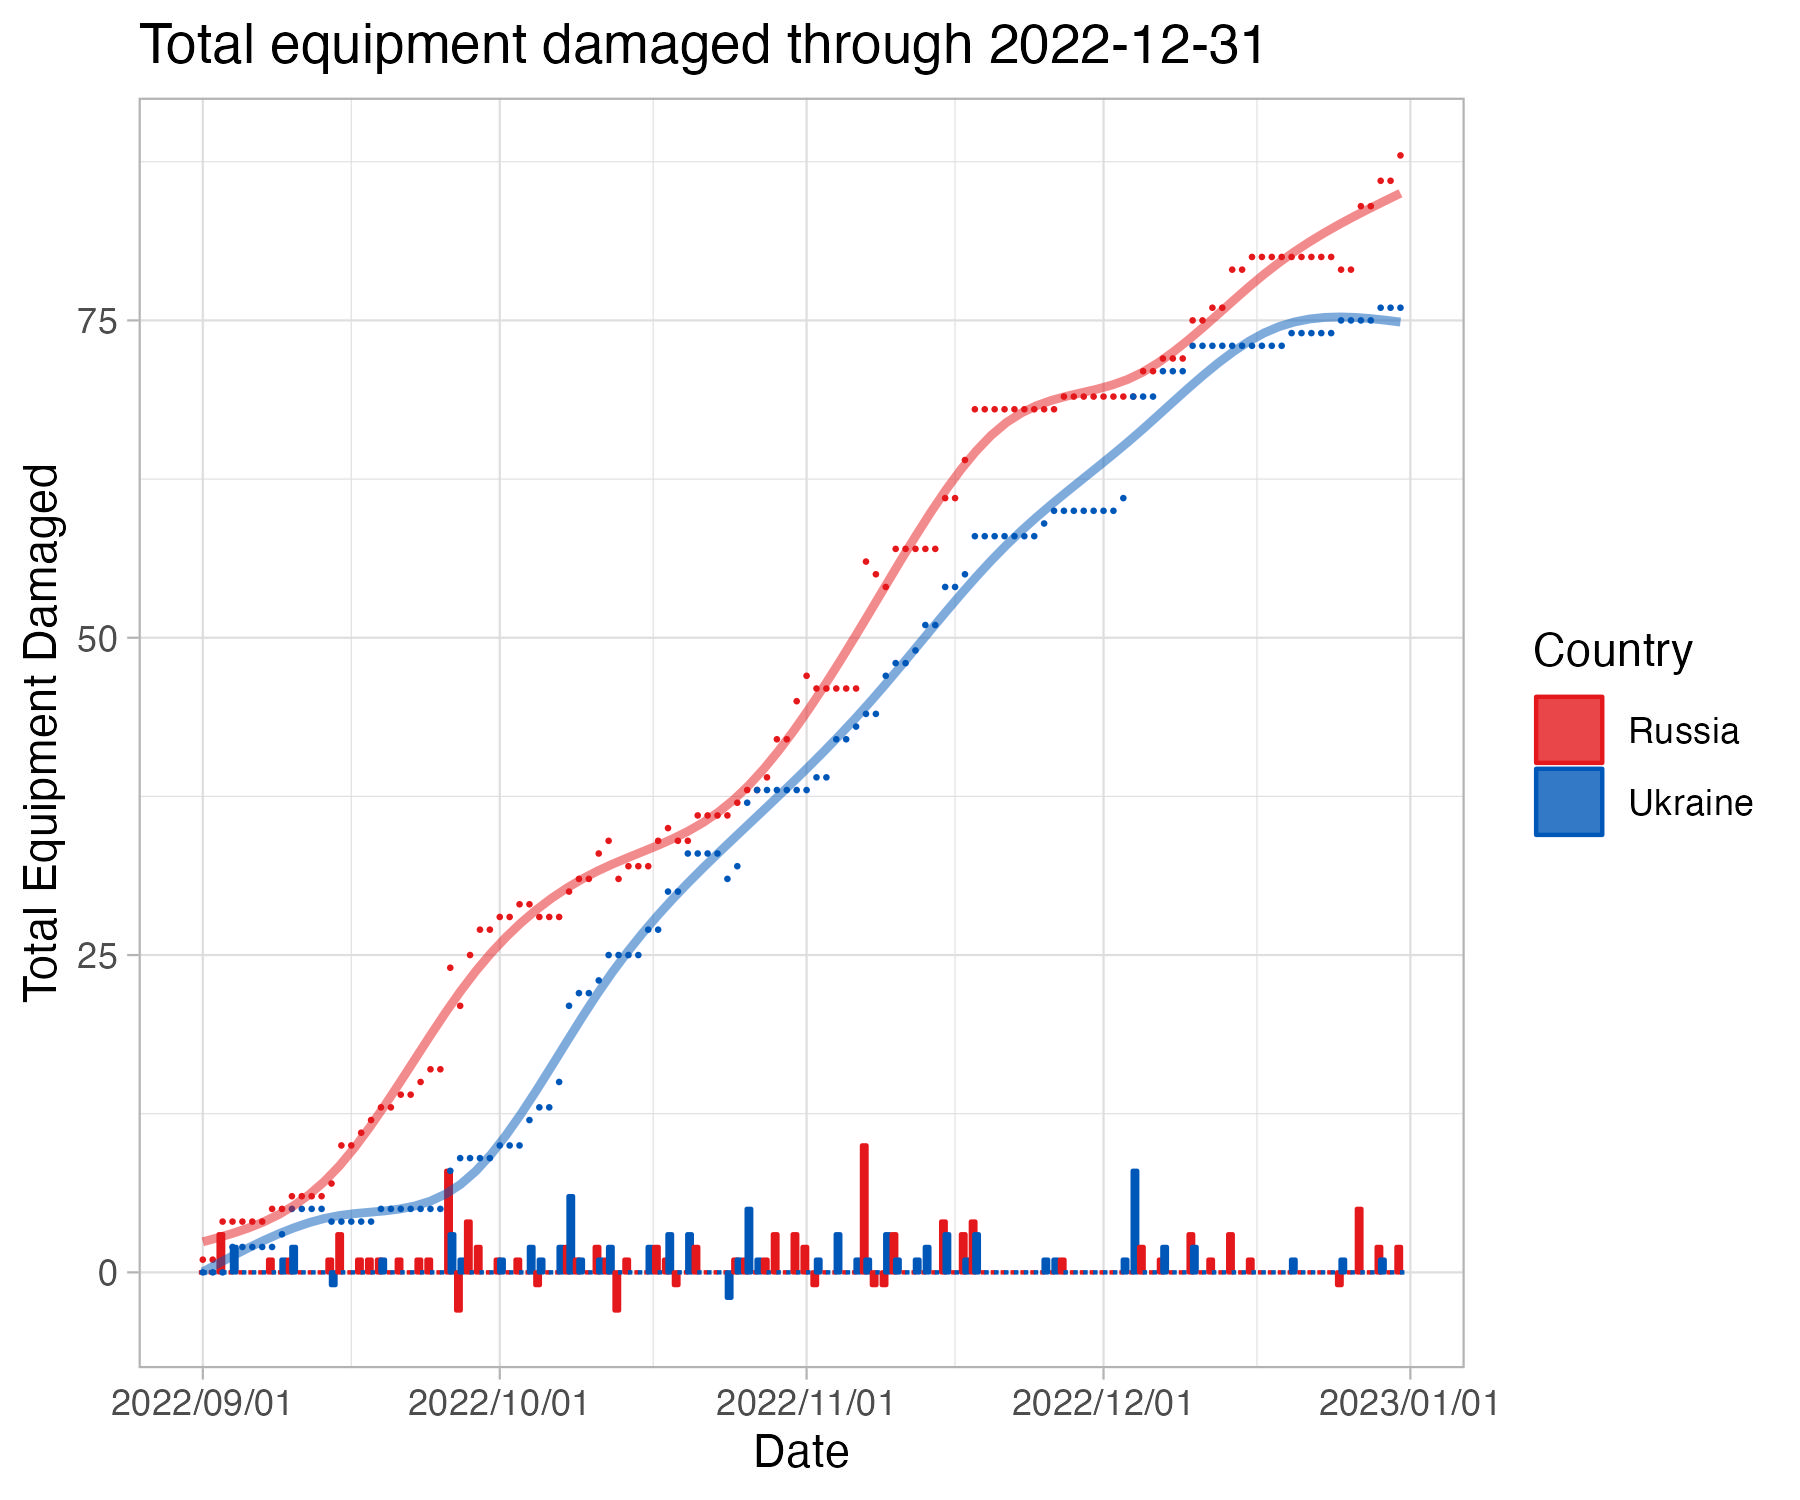 Total equipment damaged through 2022-12-31
Total Equipment Damaged
75
50
25
0
2022/09/01
2022/10/01
2022/11/01
2022/12/01
2023/01/01
Date
Country
Russia
Ukraine